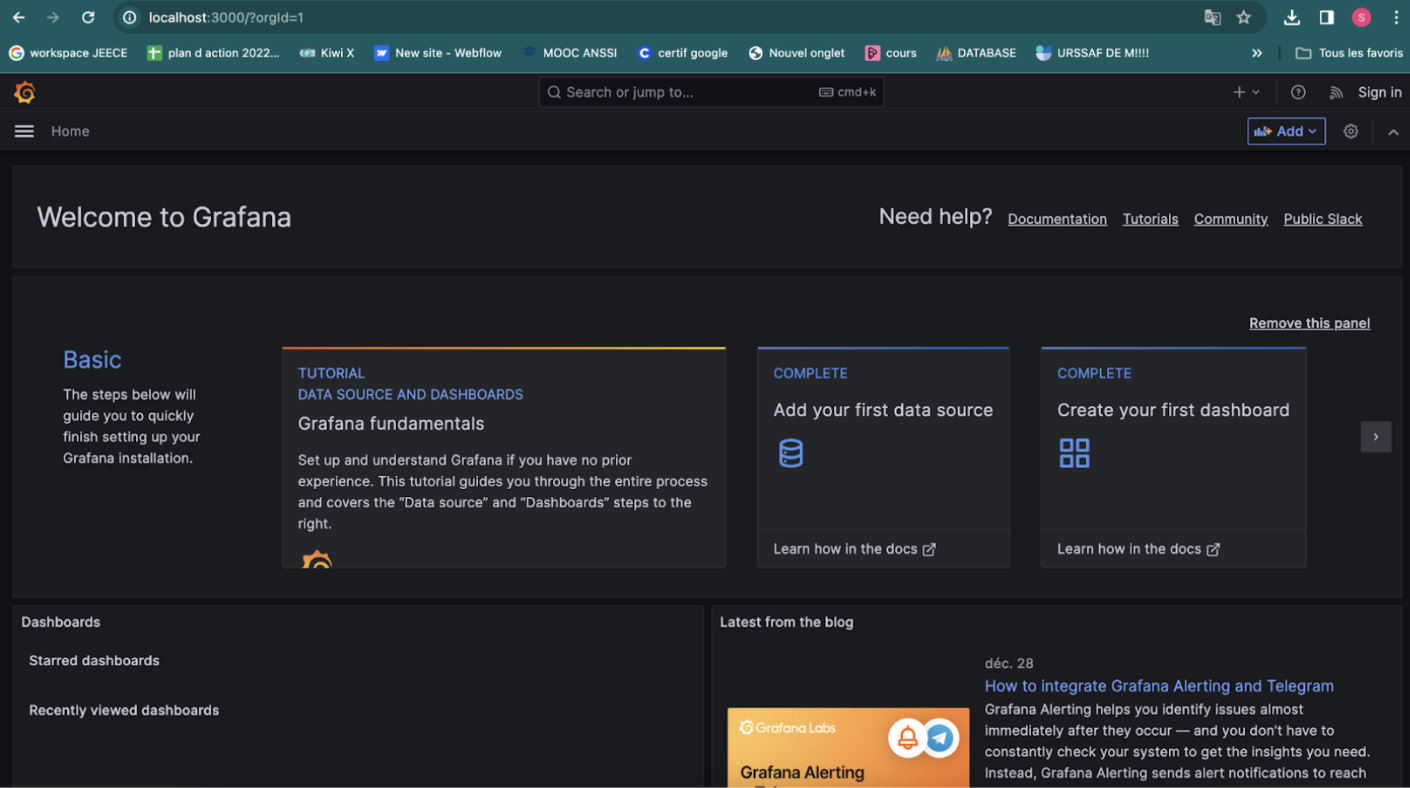 localhost:3000/?orgId=1
workspace JEECE
plan d action 2022...
Kiwi X
New site - Webflow
MOOC ANSSI
certif google
Nouvel onglet
cours
DATABASE
URSSAF DE M!!!!
»
Tous les favoris
S
Search or jump to...
cmd+k
Sign in
Home
Add
Welcome to Grafana
Need help?
Documentation
Tutorials
Community
Public Slack
Remove this panel
Basic
The steps below will
guide you to quickly
finish setting up your
Grafana installation.
TUTORIAL
DATA SOURCE AND DASHBOARDS
Grafana fundamentals
Set up and understand Grafana if you have no prior
experience. This tutorial guides you through the entire process
and covers the “Data source” and “Dashboards” steps to the
right.
COMPLETE
Add your first data source
Learn how in the docs
COMPLETE
Create your first dashboard
Learn how in the docs
Dashboards
Starred dashboards
Recently viewed dashboards
Latest from the blog
déc. 28
How to integrate Grafana Alerting and Telegram
Grafana Alerting helps you identify issues almost
immediately after they occur — and you don’t have to
constantly check your system to get the insights you need.
Instead, Grafana Alerting sends alert notifications to reach
Grafana Labs
Grafana Alerting